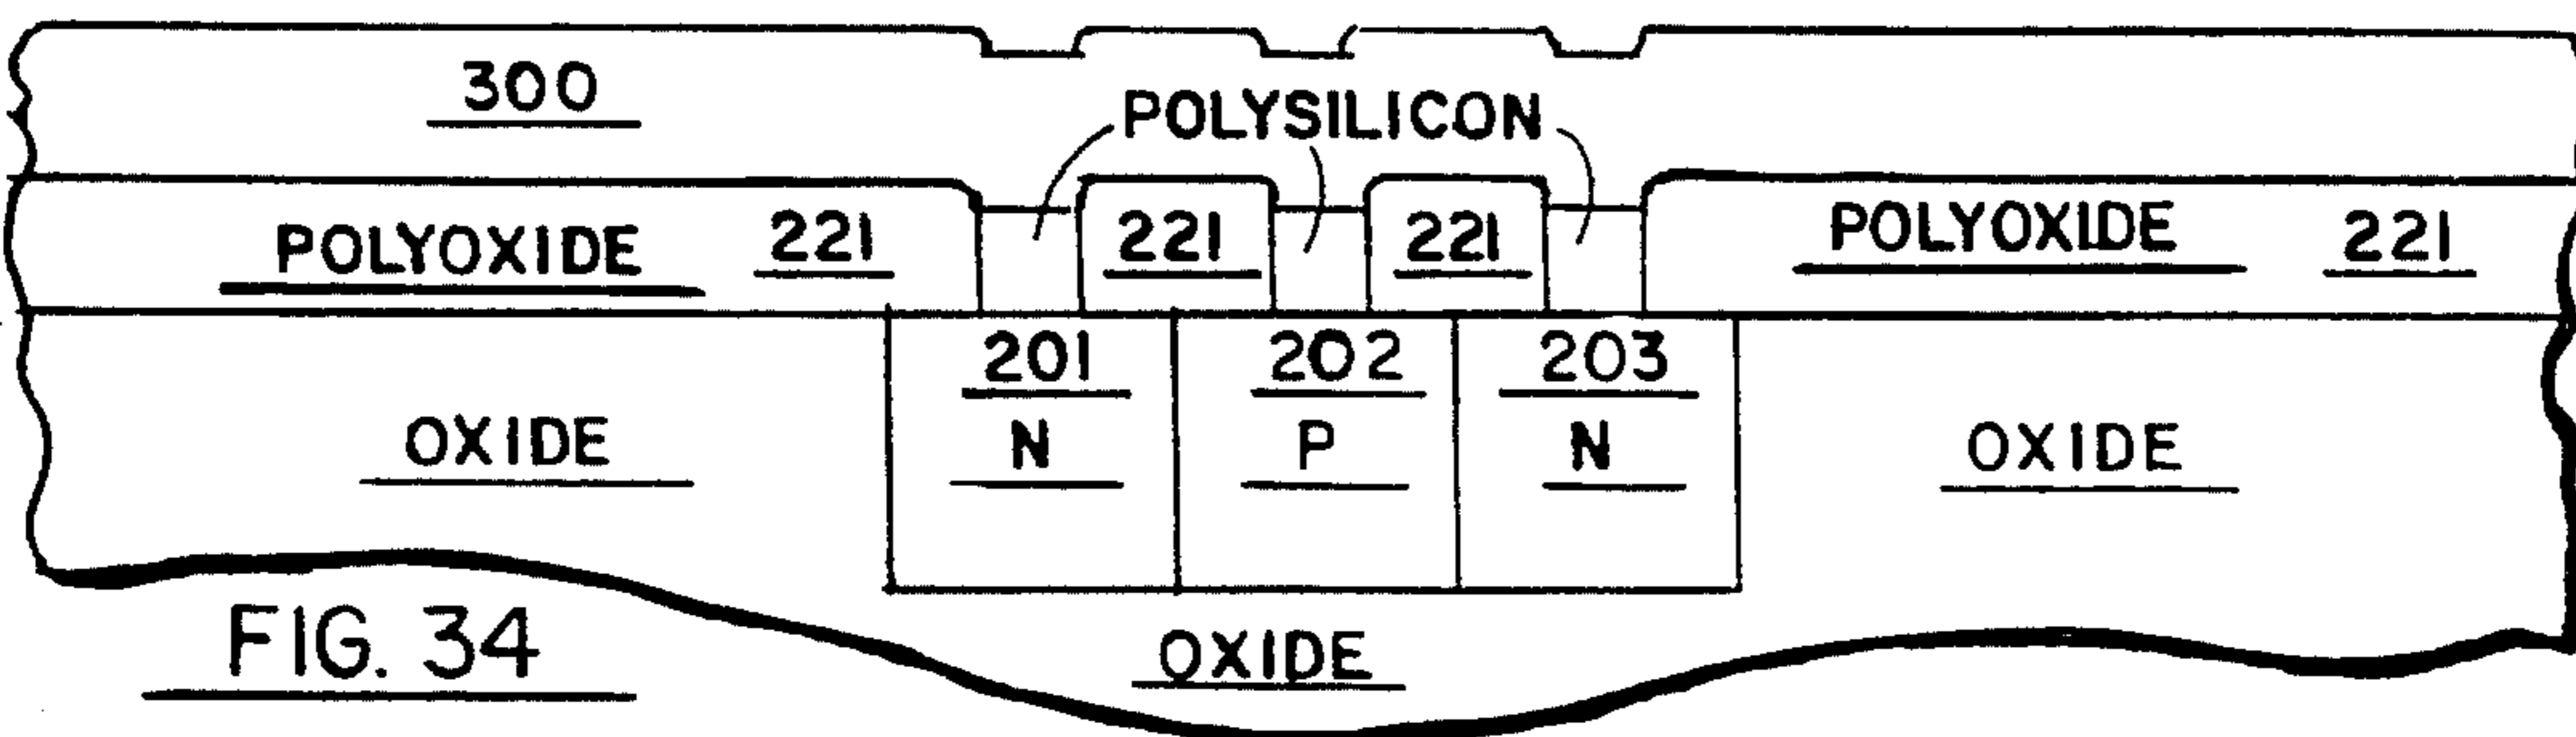 300
POLYSILICON
POLYOXIDE 221 221 221 POLYOXIDE 221
201 202 203
OXIDE N P N OXIDE
FIG. 34
OXIDE